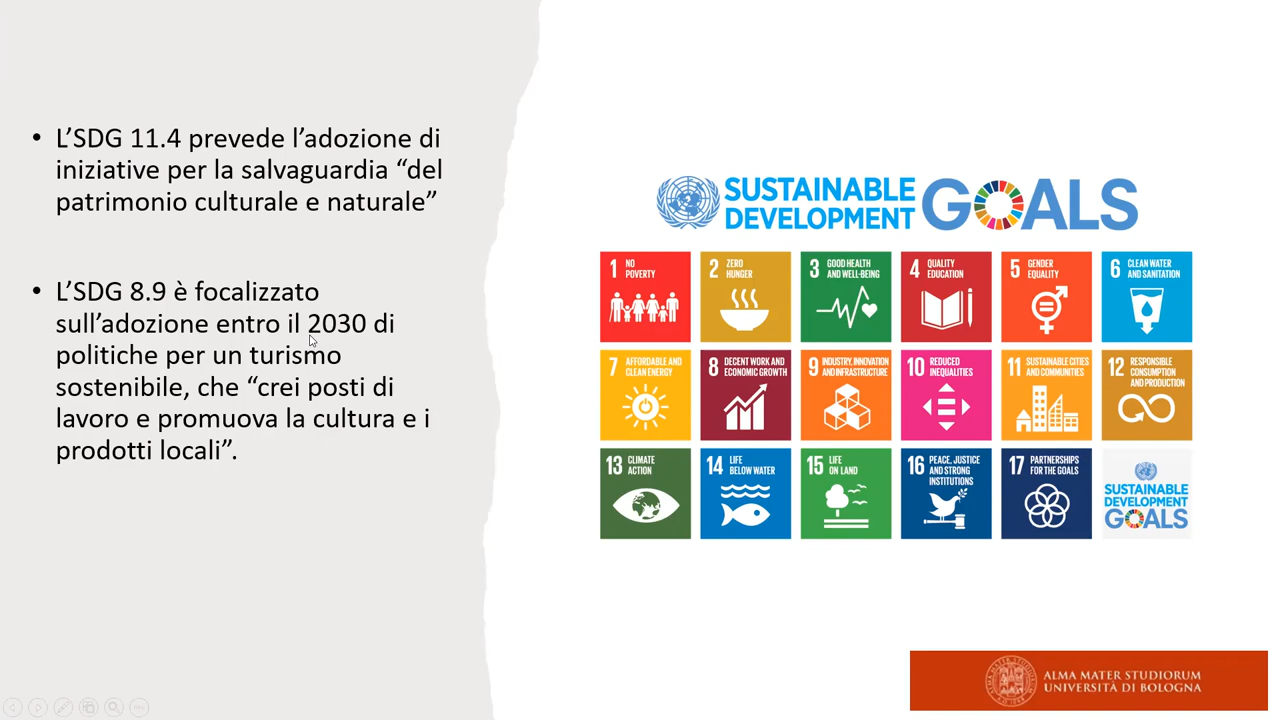 • L’SDG 11.4 prevede l’adozione di
iniziative per la salvaguardia “del
patrimonio culturale e naturale”
• L’SDG 8.9 è focalizzato
sull’adozione entro il 2030 di
politiche per un turismo
sostenibile, che “crei posti di
lavoro e promuova la cultura e i
prodotti locali”.
SUSTAINABLE
DEVELOPMENT
GOALS
1 NO
POVERTY
2 ZERO
HUNGER
3 GOOD HEALTH
AND WELL-BEING
4 QUALITY
EDUCATION
5 GENDER
EQUALITY
6 CLEAN WATER
AND SANITATION
7 AFFORDABLE AND
CLEAN ENERGY
8 DECENT WORK AND
ECONOMIC GROWTH
9 INDUSTRY, INNOVATION
AND INFRASTRUCTURE
10 REDUCED
INEQUALITIES
11 SUSTAINABLE CITIES
AND COMMUNITIES
12 RESPONSIBLE
CONSUMPTION
AND PRODUCTION
13 CLIMATE
ACTION
14 LIFE
BELOW WATER
15 LIFE
ON LAND
16 PEACE, JUSTICE
AND STRONG
INSTITUTIONS
17 PARTNERSHIPS
FOR THE GOALS
SUSTAINABLE
DEVELOPMENT
GOALS
ALMA MATER STUDIORUM
UNIVERSITÀ DI BOLOGNA